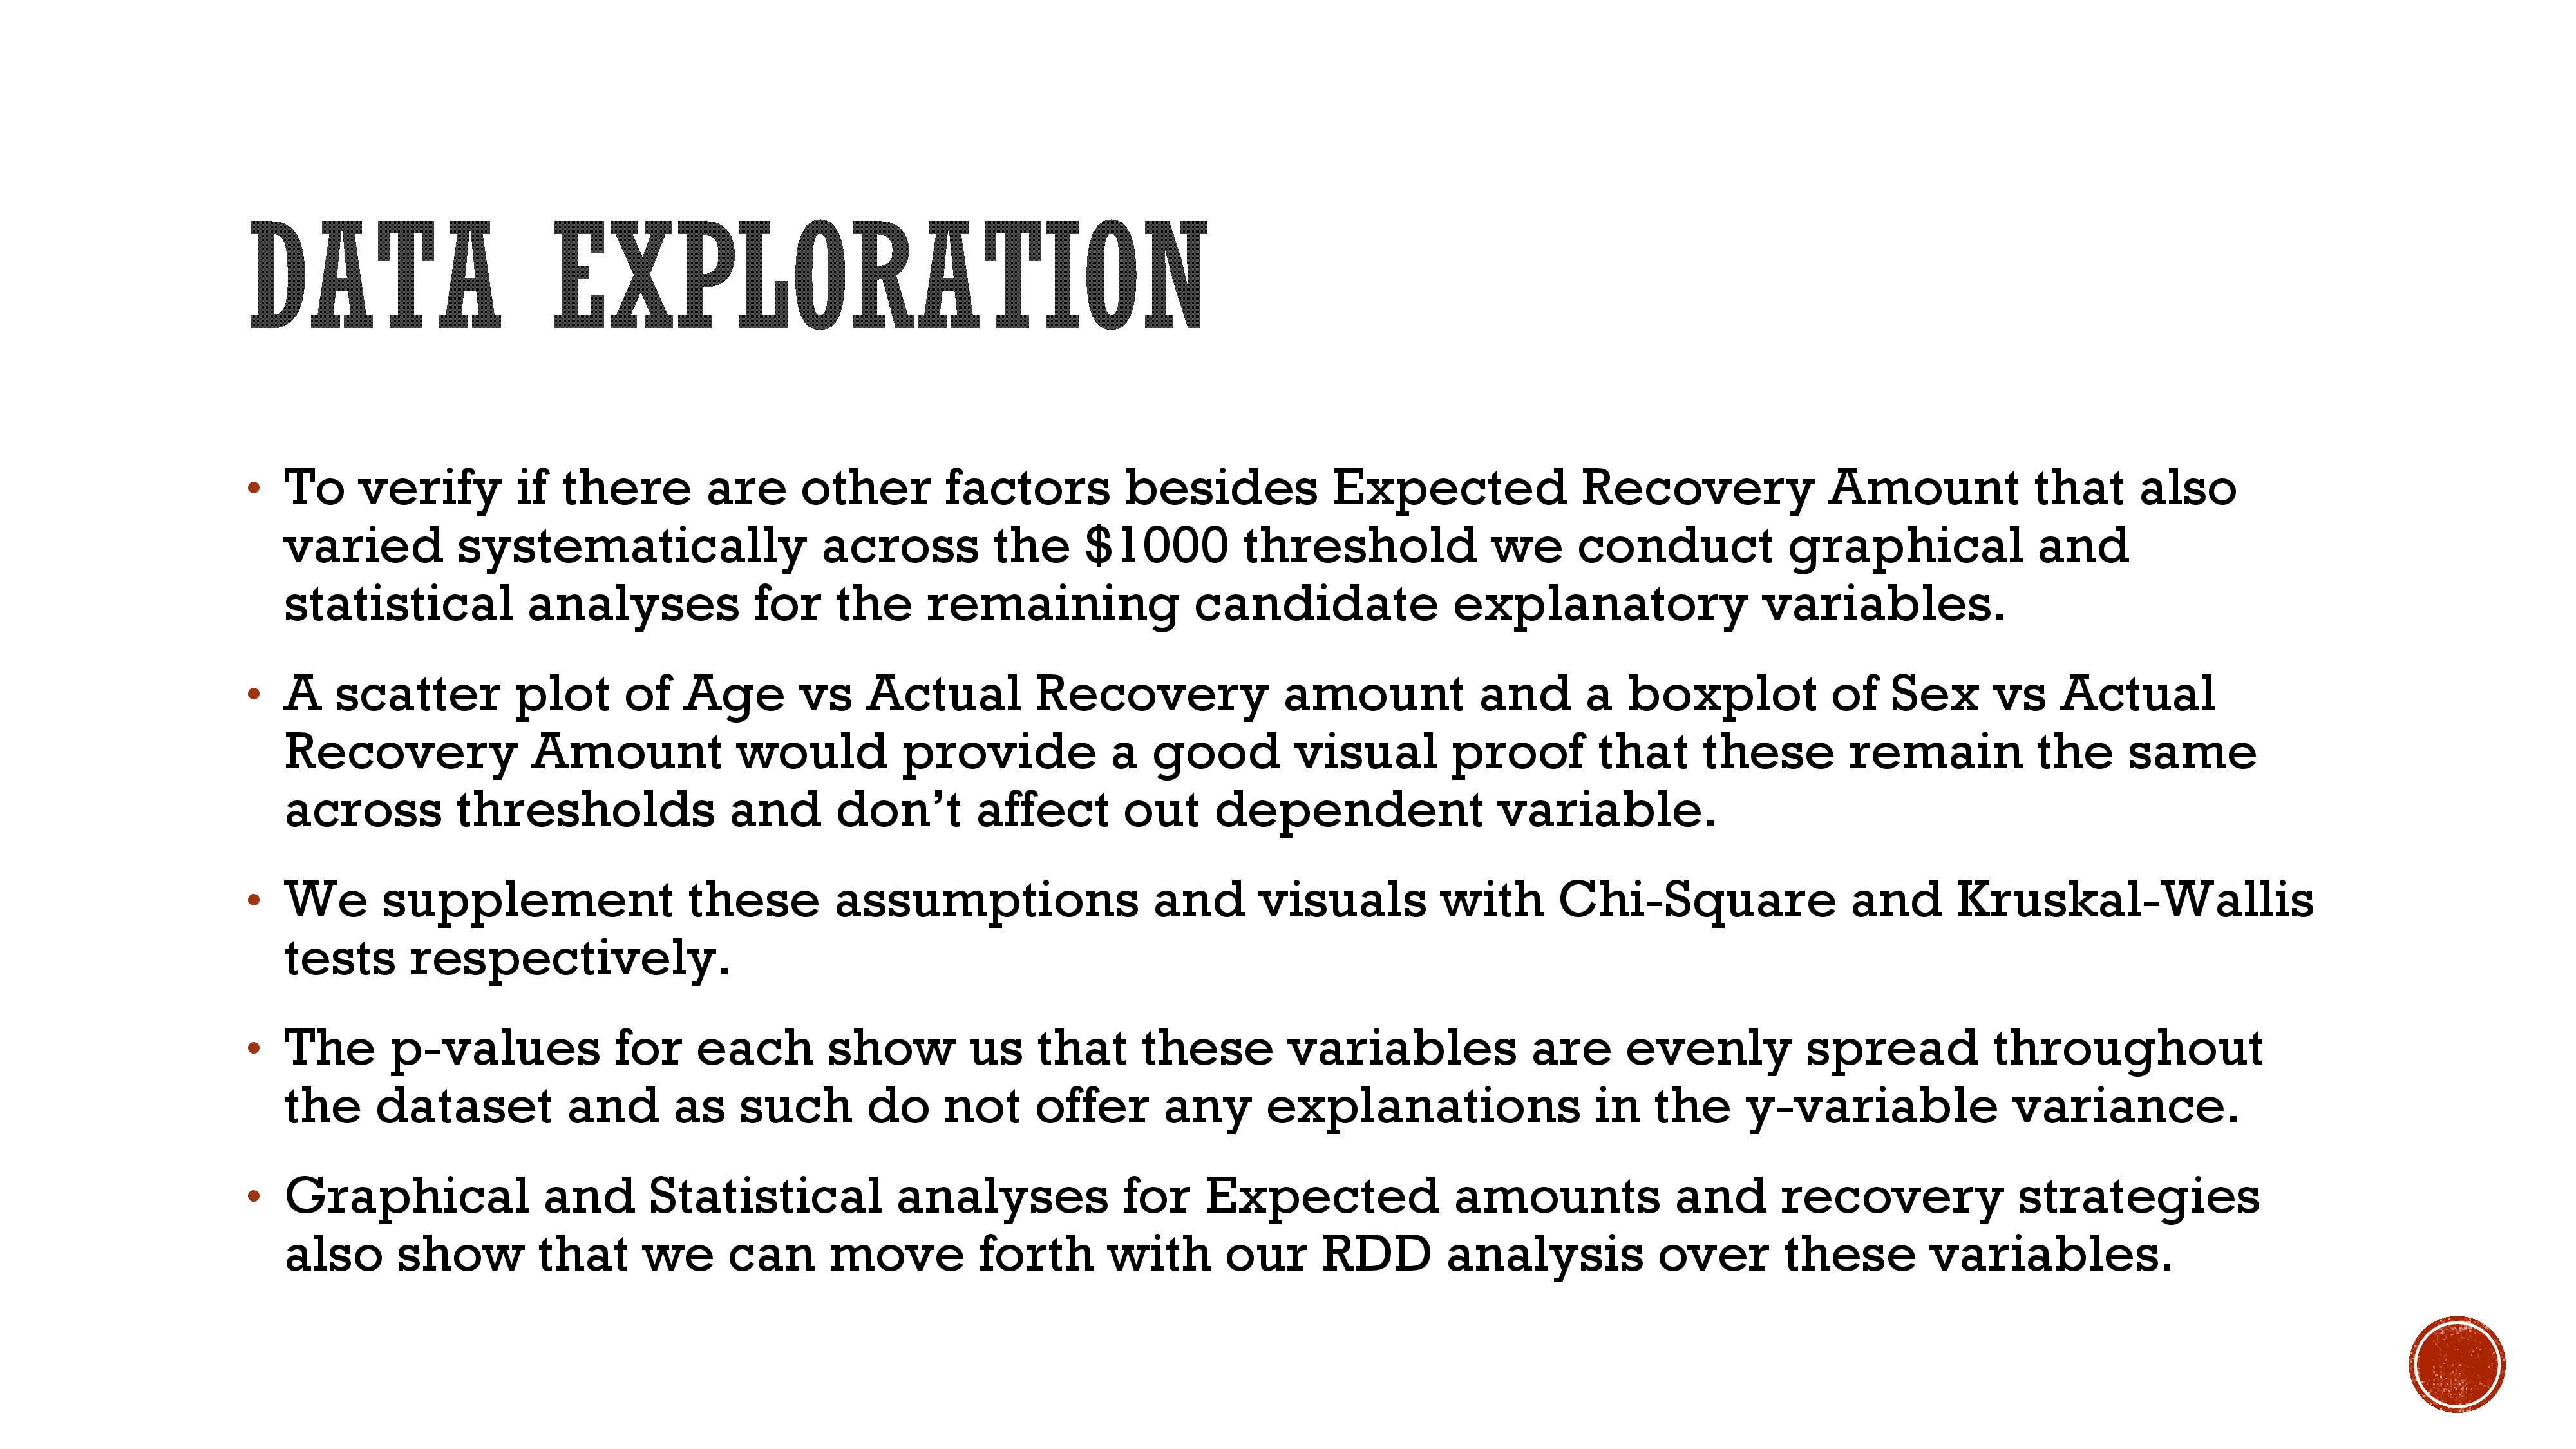 DATA EXPLORATION
• To verify if there are other factors besides Expected Recovery Amount that also
varied systematically across the $1000 threshold we conduct graphical and
statistical analyses for the remaining candidate explanatory variables.
• A scatter plot of Age vs Actual Recovery amount and a boxplot of Sex vs Actual
Recovery Amount would provide a good visual proof that these remain the same
across thresholds and don’t affect out dependent variable.
• We supplement these assumptions and visuals with Chi-Square and Kruskal-Wallis
tests respectively.
• The p-values for each show us that these variables are evenly spread throughout
the dataset and as such do not offer any explanations in the y-variable variance.
• Graphical and Statistical analyses for Expected amounts and recovery strategies
also show that we can move forth with our RDD analysis over these variables.